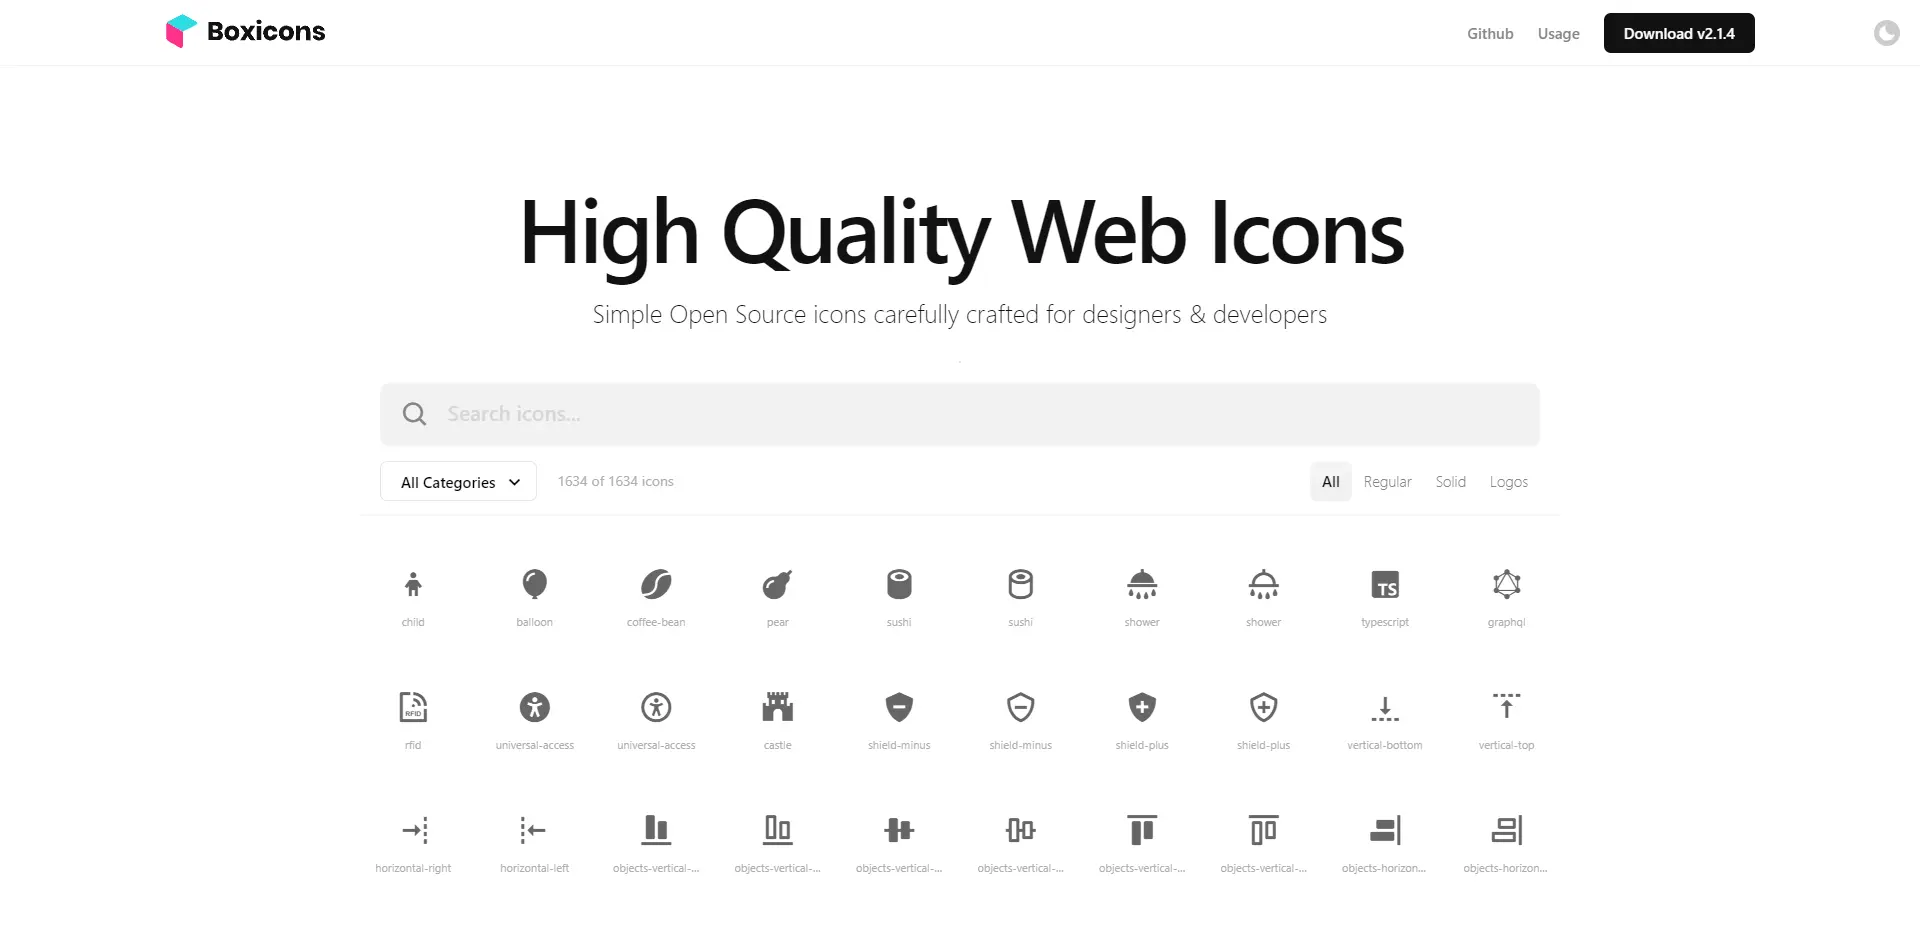 Boxicons
Github
Usage
Download v2.1.4
High Quality Web Icons
Simple Open Source icons carefully crafted for designers & developers
Search icons...
All Categories
1634 of 1634 icons
All
Regular
Solid
Logos
TS
child
balloon
coffee-bean
pear
sushi
sushi
shower
shower
typescript
graphql
RFID
rfid
universal-access
universal-access
castle
shield-minus
shield-minus
shield-plus
shield-plus
vertical-bottom
vertical-top
horizontal-right
horizontal-left
objects-vertical-...
objects-vertical-...
objects-vertical-...
objects-vertical-...
objects-vertical-...
objects-vertical-...
objects-horizon...
objects-horizon...